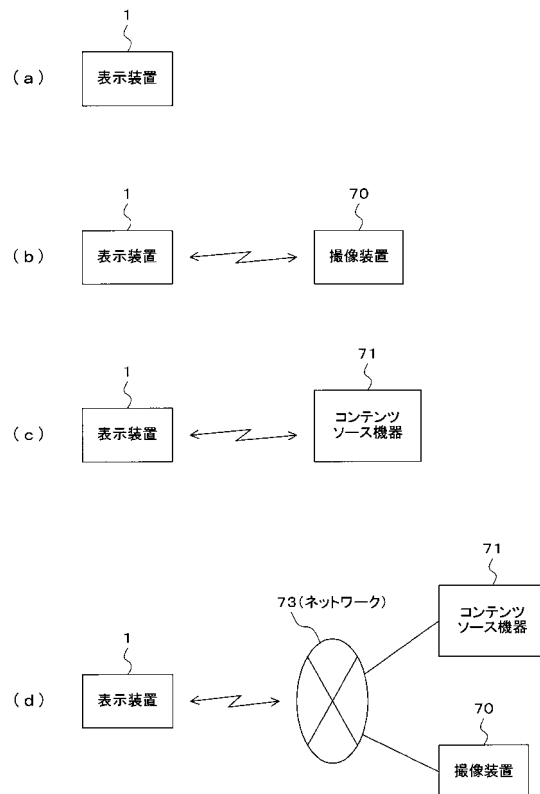 1
(a)
表示装置
1
70
(b)
表示装置
撮像装置
1
71
(c)
表示装置
コンテンツ
ソース機器
71
73(ネットワーク)
コンテンツ
ソース機器
1
(d)
表示装置
70
撮像装置